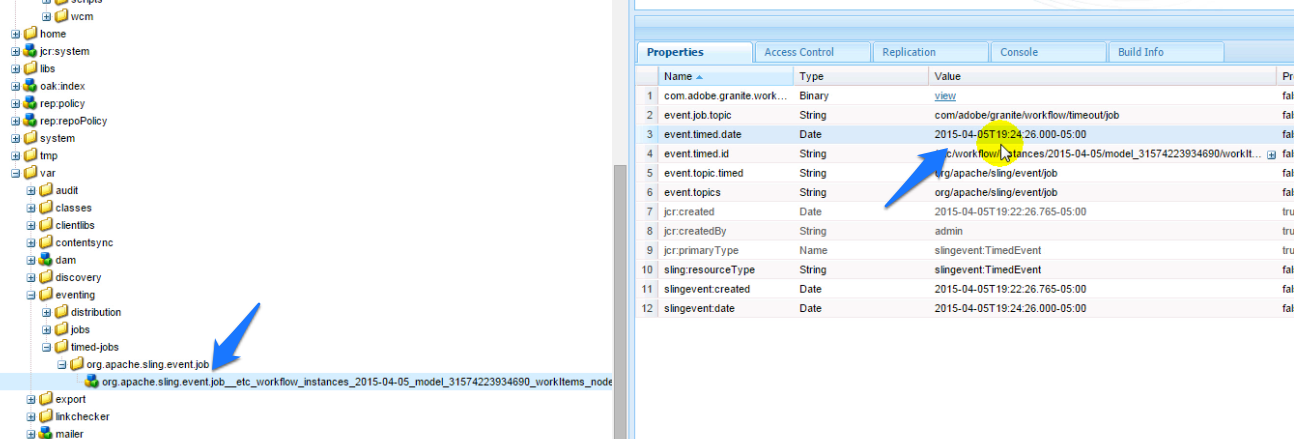 scripts
wcm
home
jcr:system
libs
oak:index
rep:policy
rep:repoPolicy
system
tmp
var
audit
classes
clientlibs
contentsync
dam
discovery
eventing
distribution
jobs
timed-jobs
org.apache.sling.event.job
org.apache.sling.event.job__etc_workflow_instances_2015-04-05_model_31574223934690_workItems_node
export
linkchecker
mailer
Properties Access Control Replication Console Build Info
Name Type Value Pr
1 com.adobe.granite.work... Binary view fal
2 event.job.topic String com/adobe/granite/workflow/timeout/job fal
3 event.timed.date Date 2015-04-05T19:24:26.000-05:00 fal
4 event.timed.id String /etc/workflow/instances/2015-04-05/model_31574223934690/workIt... fal
5 event.topic.timed String org/apache/sling/event/job fal
6 event.topics String org/apache/sling/event/job fal
7 jcr:created Date 2015-04-05T19:22:26.765-05:00 tru
8 jcr:createdBy String admin tru
9 jcr:primaryType Name slingevent:TimedEvent tru
10 sling:resourceType String slingevent:TimedEvent fal
11 slingevent:created Date 2015-04-05T19:22:26.765-05:00 fal
12 slingevent:date Date 2015-04-05T19:24:26.000-05:00 fal